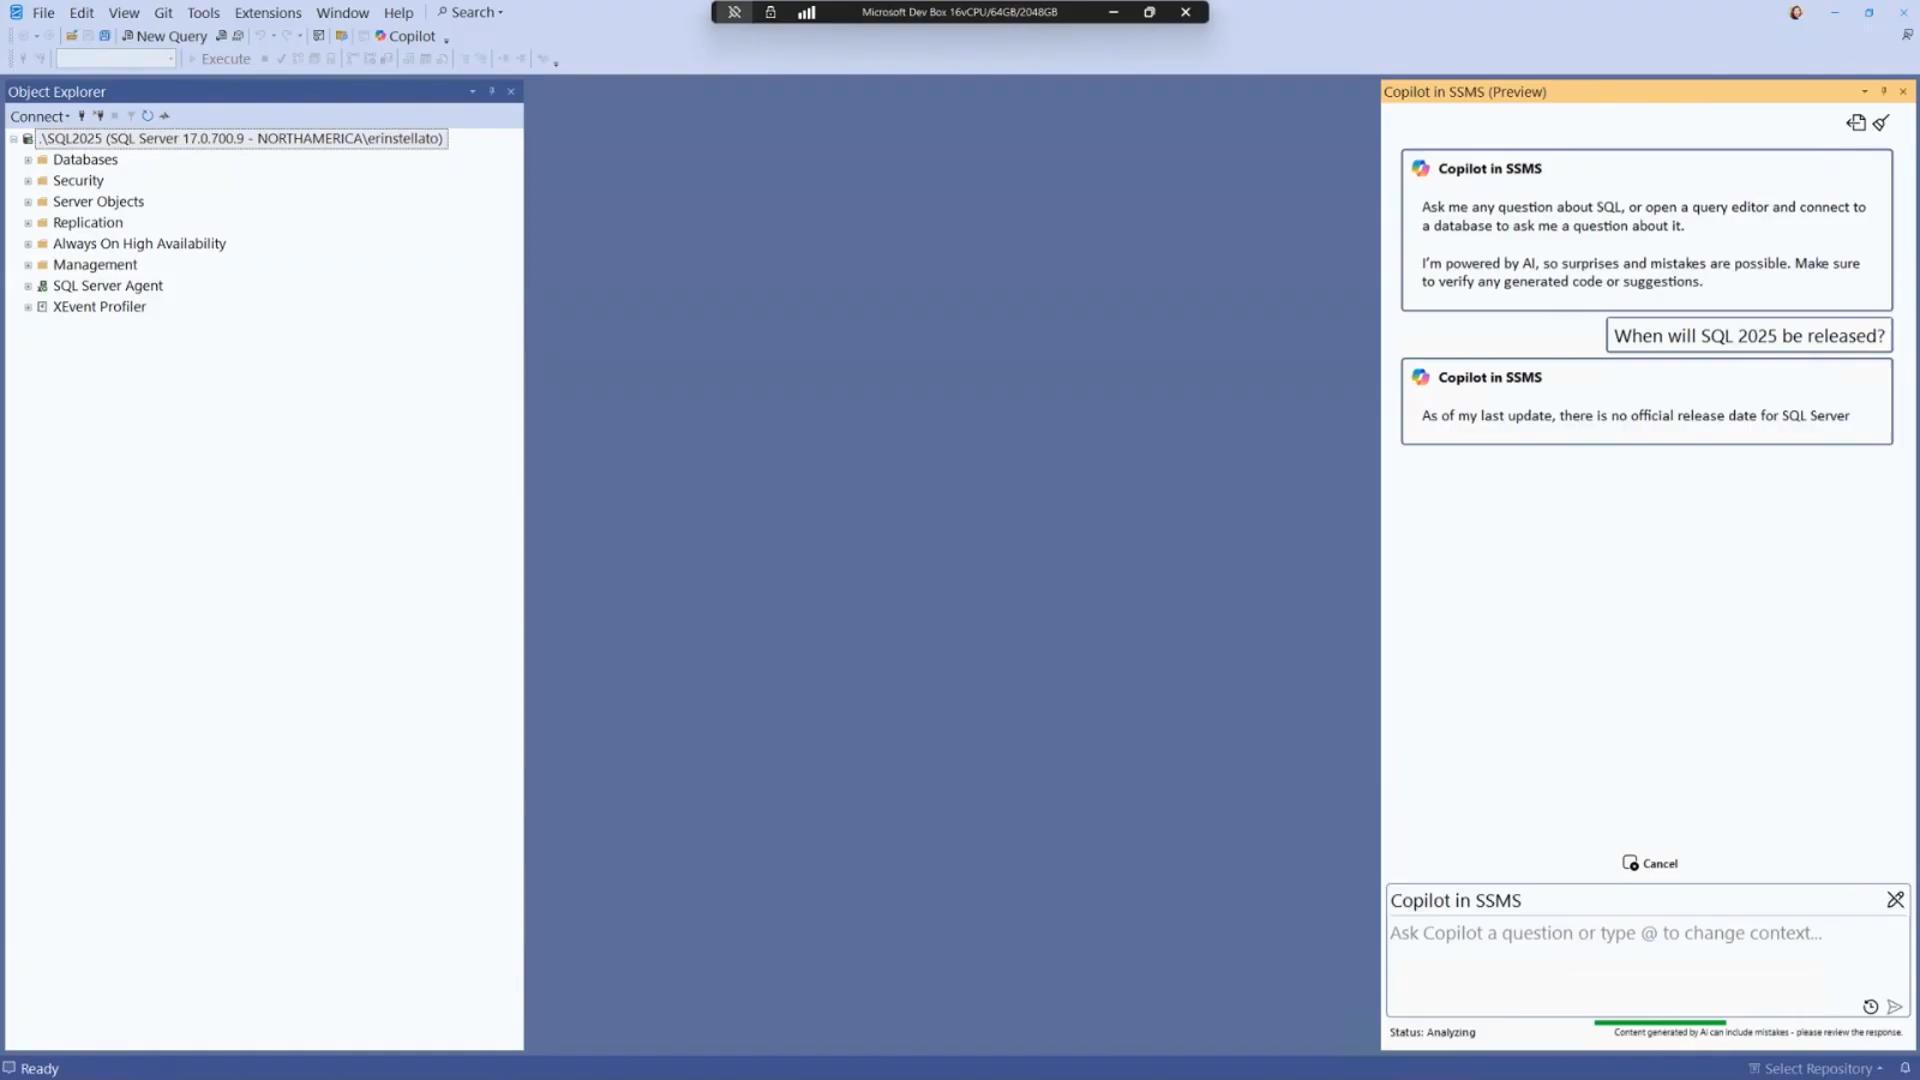 File Edit View Git Tools Extensions Window Help Search
Microsoft Dev Box 16vCPU/64GB/2048GB
New Query Copilot
Execute
Object Explorer
Connect
.\SQL2025 (SQL Server 17.0.700.9 - NORTHAMERICA\erinstellato)
Databases
Security
Server Objects
Replication
Always On High Availability
Management
SQL Server Agent
XEvent Profiler
Copilot in SSMS (Preview)
Copilot in SSMS
Ask me any question about SQL, or open a query editor and connect to
a database to ask me a question about it.
I'm powered by AI, so surprises and mistakes are possible. Make sure
to verify any generated code or suggestions.
When will SQL 2025 be released?
Copilot in SSMS
As of my last update, there is no official release date for SQL Server
Cancel
Copilot in SSMS
Ask Copilot a question or type @ to change context...
Status: Analyzing
Content generated by AI can include mistakes - please review the response.
Ready
Select Repository